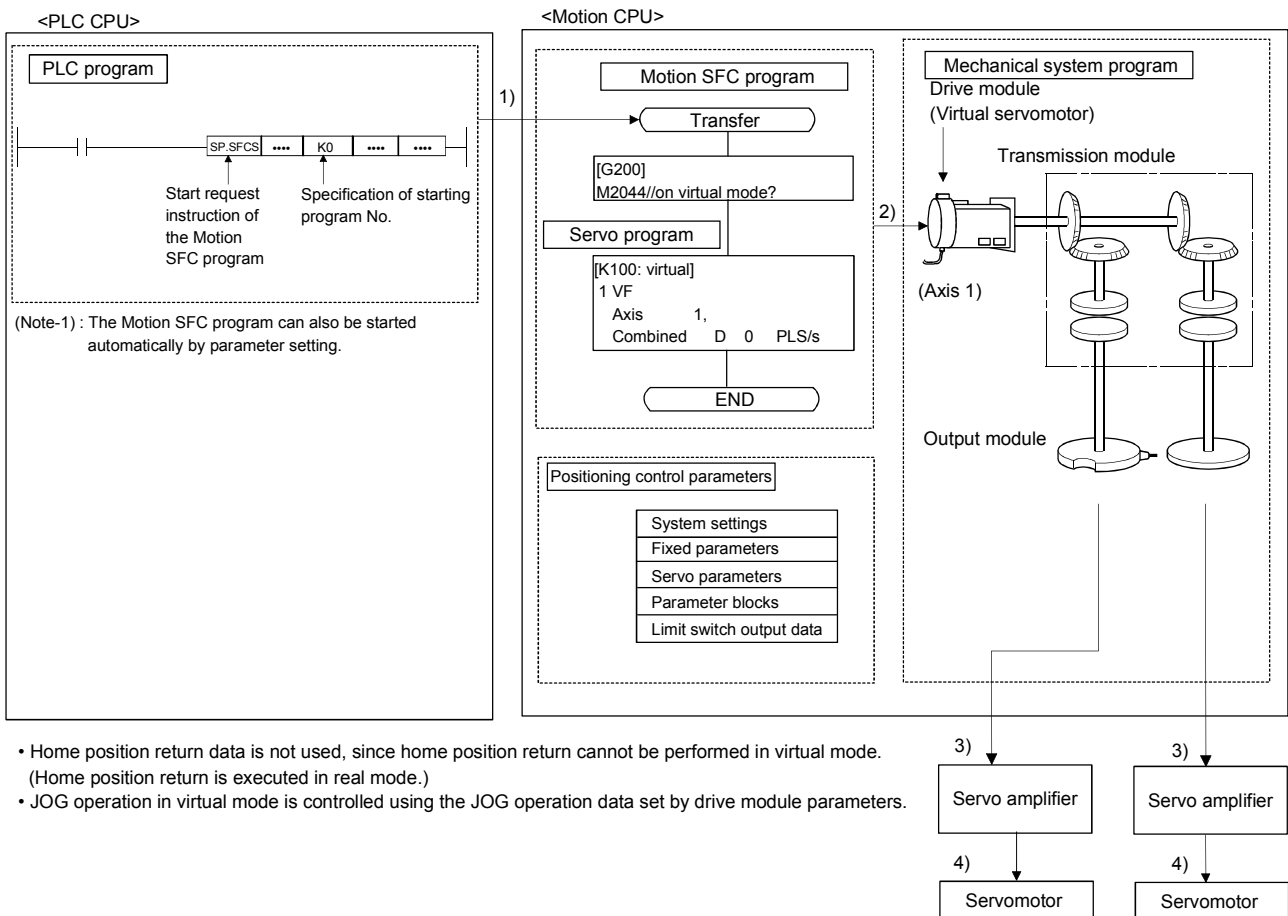 <PLC CPU>
PLC program
SP.SFCS •••• K0 •••• ••••
Start request
instruction of
the Motion
SFC program
Specification of starting
program No.
(Note-1) : The Motion SFC program can also be started
automatically by parameter setting.
1)
<Motion CPU>
Motion SFC program
Transfer
[G200]
M2044//on virtual mode?
Servo program
[K100: virtual]
1 VF
Axis 1,
Combined D 0 PLS/s
END
Positioning control parameters
System settings
Fixed parameters
Servo parameters
Parameter blocks
Limit switch output data
2)
Mechanical system program
Drive module
(Virtual servomotor)
Transmission module
(Axis 1)
Output module
• Home position return data is not used, since home position return cannot be performed in virtual mode.
(Home position return is executed in real mode.)
• JOG operation in virtual mode is controlled using the JOG operation data set by drive module parameters.
3)
3)
Servo amplifier
Servo amplifier
4)
4)
Servomotor
Servomotor